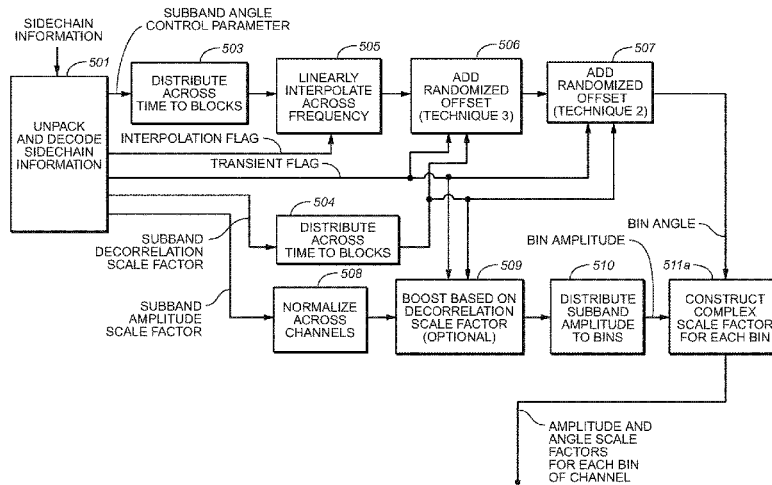 SIDECHAIN
INFORMATION
SUBBAND ANGLE
CONTROL PARAMETER
501
UNPACK
AND DECODE
SIDECHAIN
INFORMATION
503
DISTRIBUTE
ACROSS
TIME TO BLOCKS
505
LINEARLY
INTERPOLATE
ACROSS
FREQUENCY
506
ADD
RANDOMIZED
OFFSET
(TECHNIQUE 3)
507
ADD
RANDOMIZED
OFFSET
(TECHNIQUE 2)
INTERPOLATION FLAG
TRANSIENT FLAG
504
DISTRIBUTE
ACROSS
TIME TO BLOCKS
SUBBAND
DECORRELATION
SCALE FACTOR
SUBBAND
AMPLITUDE
SCALE FACTOR
508
NORMALIZE
ACROSS
CHANNELS
509
BOOST BASED ON
DECORRELATION
SCALE FACTOR
(OPTIONAL)
BIN AMPLITUDE
510
DISTRIBUTE
SUBBAND
AMPLITUDE
TO BINS
BIN
ANGLE
511a
CONSTRUCT
COMPLEX
SCALE FACTOR
FOR EACH BIN
AMPLITUDE AND
ANGLE SCALE
FACTORS
FOR EACH BIN
OF CHANNEL